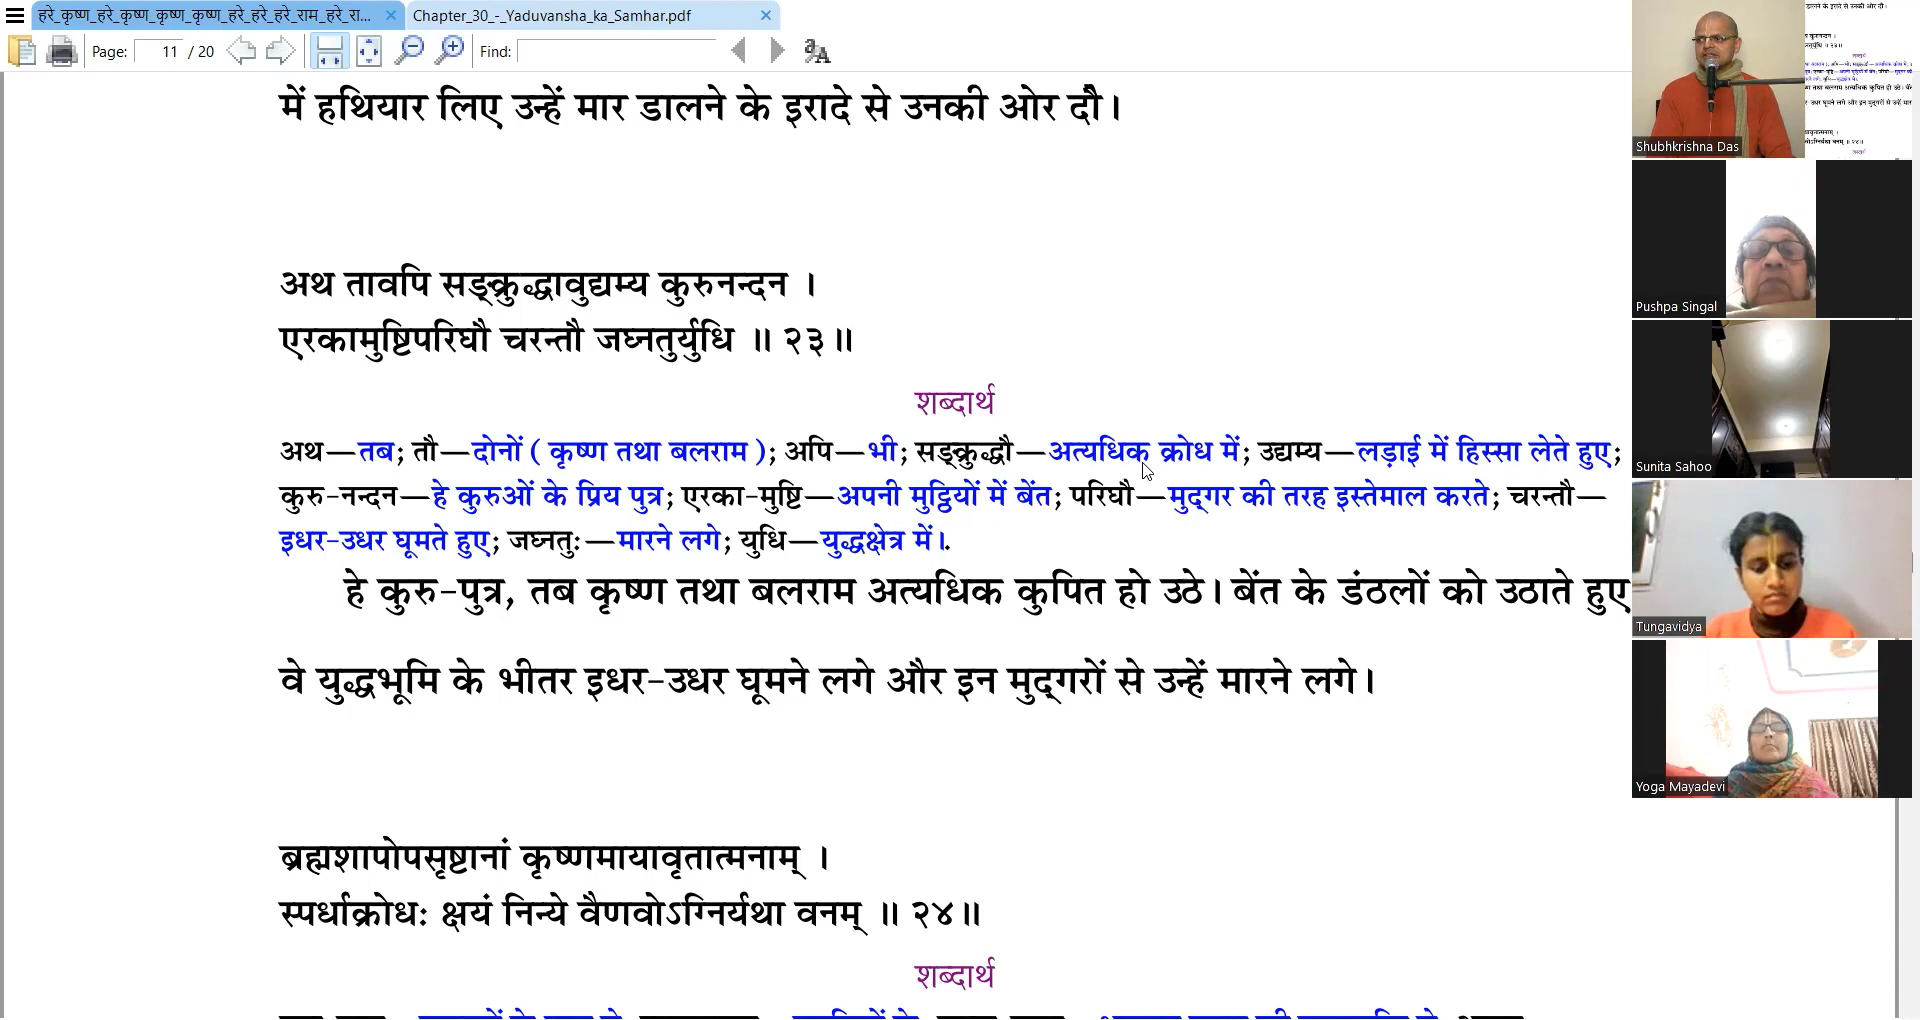 हरे_कृष्ण_हरे_कृष्ण_कृष्ण_कृष्ण_हरे_हरे_हरे_राम_हरे_रा...
Chapter_30_-_Yaduvansha_ka_Samhar.pdf
Page: 11 / 20
Find:
में हथियार लिए उन्हें मार डालने के इरादे से उनकी ओर दौ।
अथ तावपि सङ्क्रुद्धावुद्यम्य कुरुनन्दन ।
एरकामुष्टिपरिघौ चरन्तौ जघ्नतुर्युधि ॥ २३॥
शब्दार्थ
अथ—तब; तौ—दोनों ( कृष्ण तथा बलराम ); अपि—भी; सङ्क्रुद्धौ—अत्यधिक क्रोध में; उद्यम्य—लड़ाई में हिस्सा लेते हुए;
कुरु-नन्दन—हे कुरुओं के प्रिय पुत्र; एरका-मुष्टि—अपनी मुट्ठियों में बेंत; परिघौ—मुद्गर की तरह इस्तेमाल करते; चरन्तौ—
इधर-उधर घूमते हुए; जघ्नतुः—मारने लगे; युधि—युद्धक्षेत्र में।.
हे कुरु-पुत्र, तब कृष्ण तथा बलराम अत्यधिक कुपित हो उठे। बेंत के डंठलों को उठाते हुए
वे युद्धभूमि के भीतर इधर-उधर घूमने लगे और इन मुद्गरों से उन्हें मारने लगे।
ब्रह्मशापोपसृष्टानां कृष्णमायावृतात्मनाम् ।
स्पर्धाक्रोधः क्षयं निन्ये वैणवोऽग्निर्यथा वनम् ॥ २४॥
शब्दार्थ
Shubhkrishna Das
Pushpa Singal
Sunita Sahoo
Tungavidya
Yoga Mayadevi